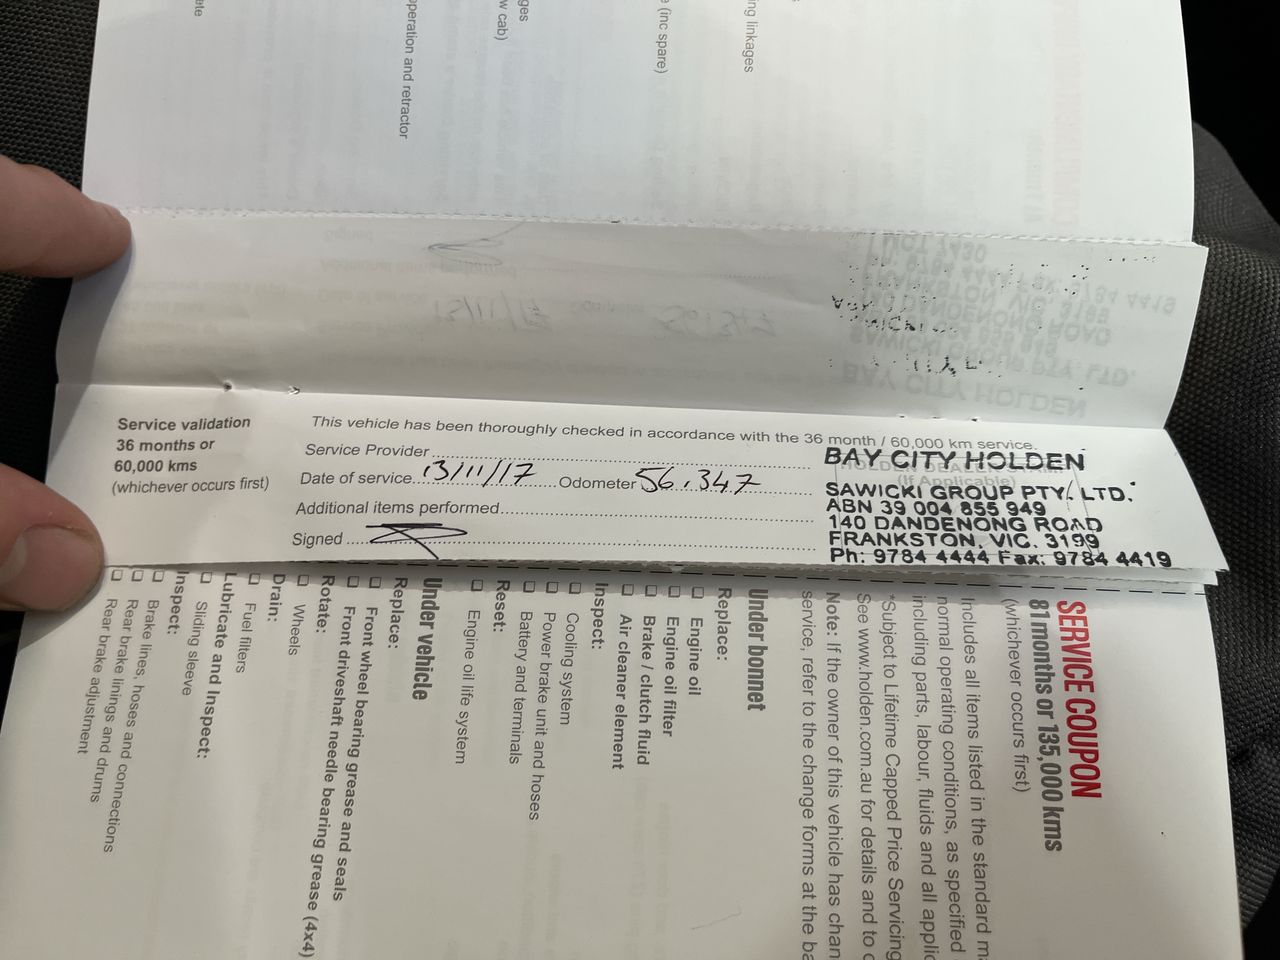 ete
operation and retractor
ges
w cab)
e (inc spare)
ing linkages
Service validation
36 months or
60,000 kms
(whichever occurs first)
This vehicle has been thoroughly checked in accordance with the 36 month / 60,000 km service.
Service Provider
Date of service 13/11/17 Odometer 56,347
Additional items performed
Signed
(If Applicable)
BAY CITY HOLDEN
SAWICKI GROUP PTY. LTD.
ABN 39 004 855 949
140 DANDENONG ROAD
FRANKSTON, VIC. 3199
Ph: 9784 4444 Fax: 9784 4419
SERVICE COUPON
81 months or 135,000 kms
(whichever occurs first)
Includes all items listed in the standard
normal operating conditions, as specified
including parts, labour, fluids and all applic
*Subject to Lifetime Capped Price Servicing
See www.holden.com.au for details and to
Note: If the owner of this vehicle has chan
service, refer to the change forms at the ba
Under bonnet
Replace:
Engine oil
Engine oil filter
Brake / clutch fluid
Air cleaner element
Inspect:
Cooling system
Power brake unit and hoses
Battery and terminals
Reset:
Engine oil life system
Under vehicle
Replace:
Front wheel bearing grease and seals
Front driveshaft needle bearing grease (4x4)
Rotate:
Wheels
Drain:
Fuel filters
Lubricate and Inspect:
Sliding sleeve
Inspect:
Brake lines, hoses and connections
Rear brake linings and drums
Rear brake adjustment